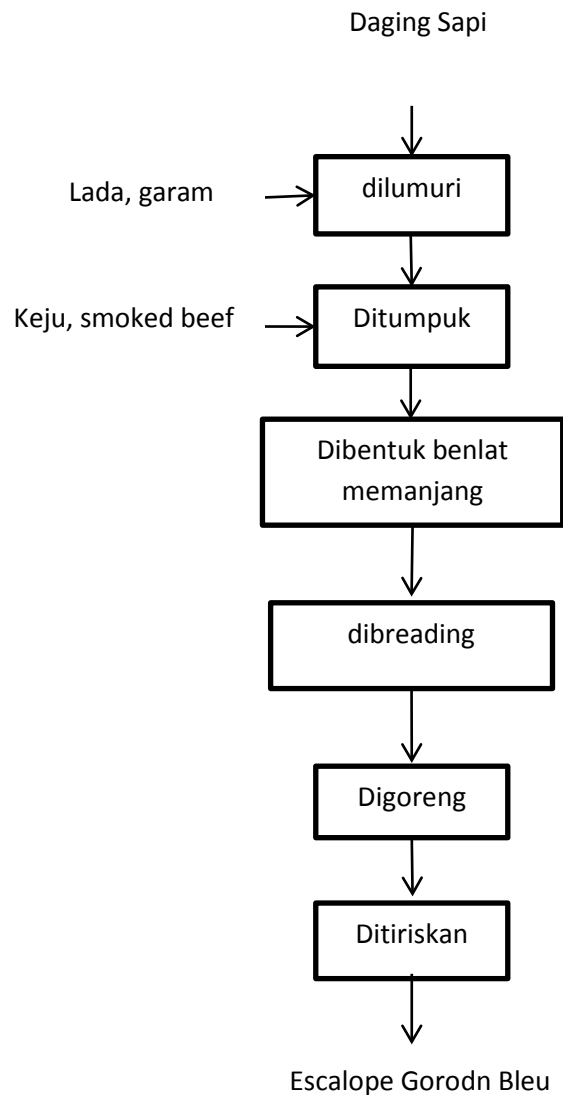 Daging Sapi
Lada, garam
dilumuri
Keju, smoked beef
Ditumpuk
Dibentuk benlat
memanjang
dibreading
Digoreng
Ditiriskan
Escalope Gorodn Bleu